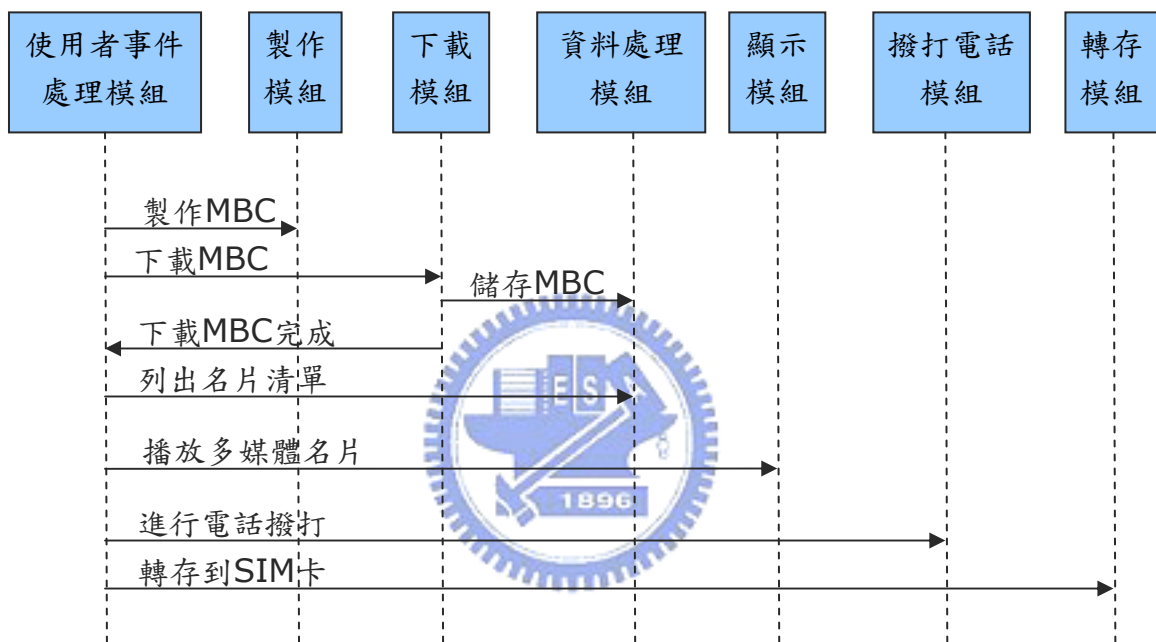 使用者事件
處理模組
製作
模組
下載
模組
資料處理
模組
顯示
模組
撥打電話
模組
轉存
模組
製作MBC
下載MBC
儲存MBC
下載MBC完成
列出名片清單
播放多媒體名片
進行電話撥打
轉存到SIM卡
ES
1896